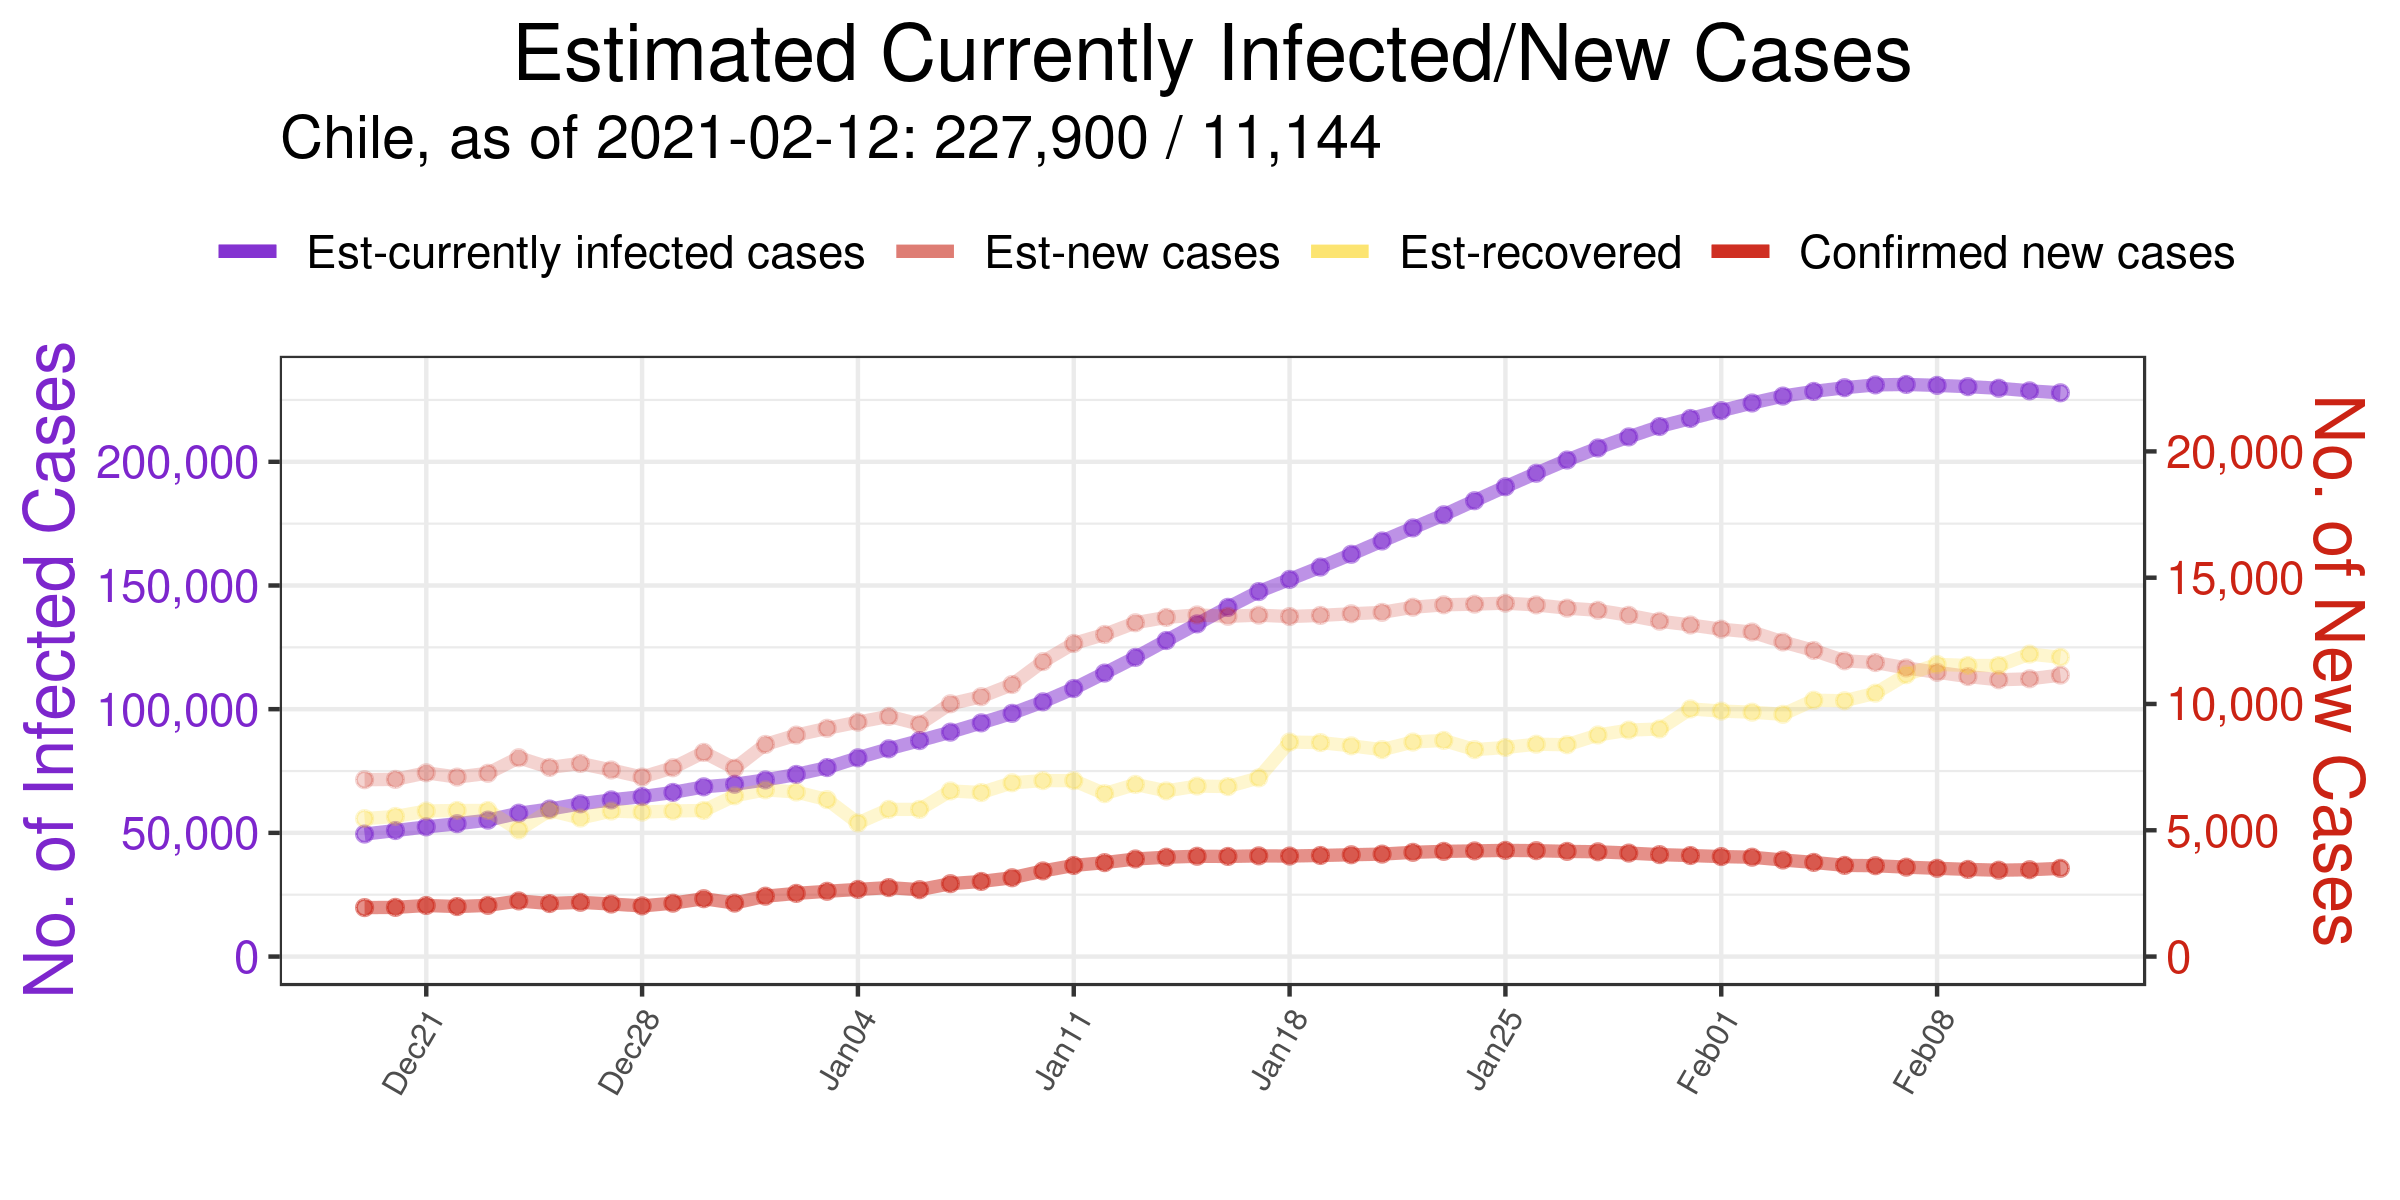 Estimated Currently Infected/New Cases
Chile, as of 2021-02-12: 227,900 / 11,144
Est-currently infected cases Est-new cases Est-recovered Confirmed new cases
No. of Infected Cases
200,000
150,000
100,000
50,000
0
20,000
15,000
10,000
5,000
0
No. of New Cases
Dec21 Dec28 Jan04 Jan11 Jan18 Jan25 Feb01 Feb08